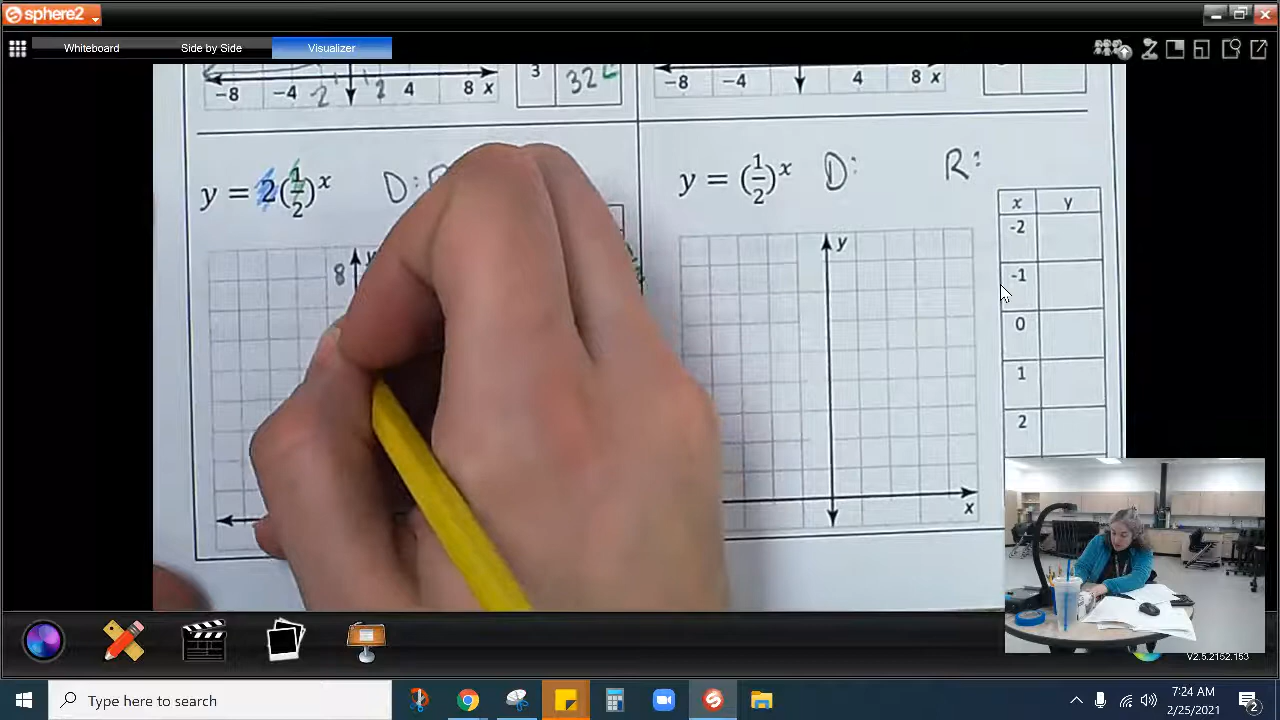 sphere2
Whiteboard
Side by Side
Visualizer
3
32
-8
-4
-2
2
4
8
x
-8
-4
4
8
x
y = 2(1/2)^x
D:
8
y
y = (1/2)^x
D:
R:
y
x
x
y
-2
-1
0
1
2
V2.5.2152.153
Type here to search
7:24 AM
2/25/2021
2